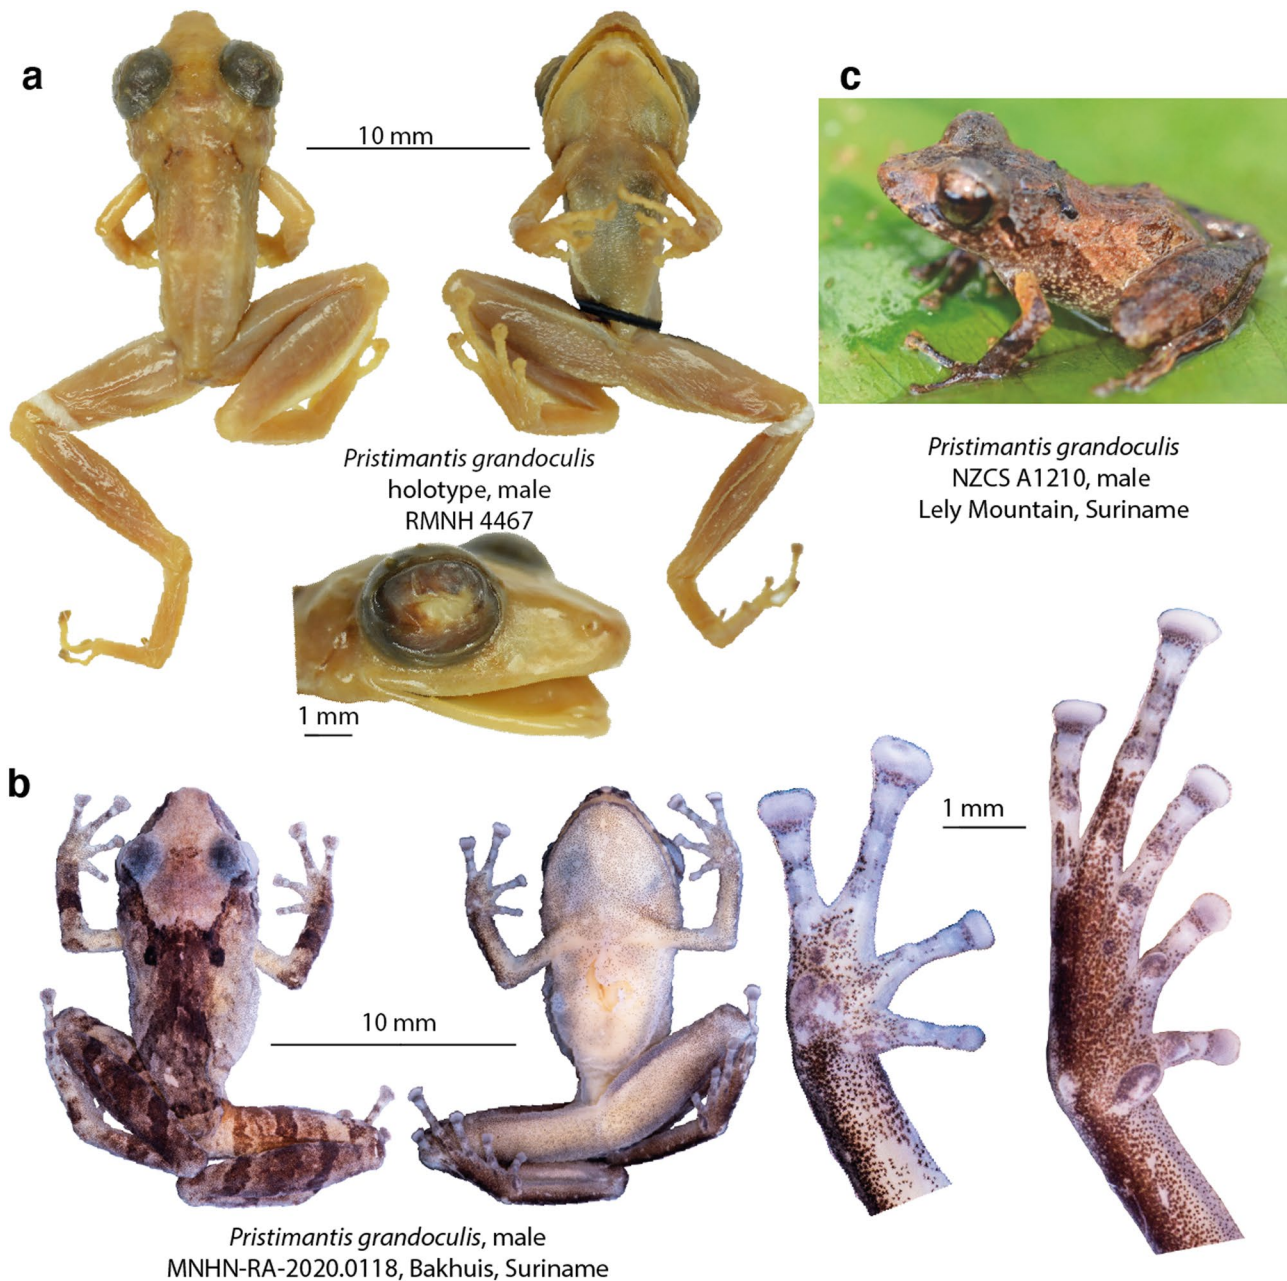 a
c
10 mm
Pristimantis grandoculis
holotype, male
RMNH 4467
Pristimantis grandoculis
NZCS A1210, male
Lely Mountain, Suriname
1 mm
b
1 mm
10 mm
Pristimantis grandoculis, male
MNHN-RA-2020.0118, Bakhuis, Suriname